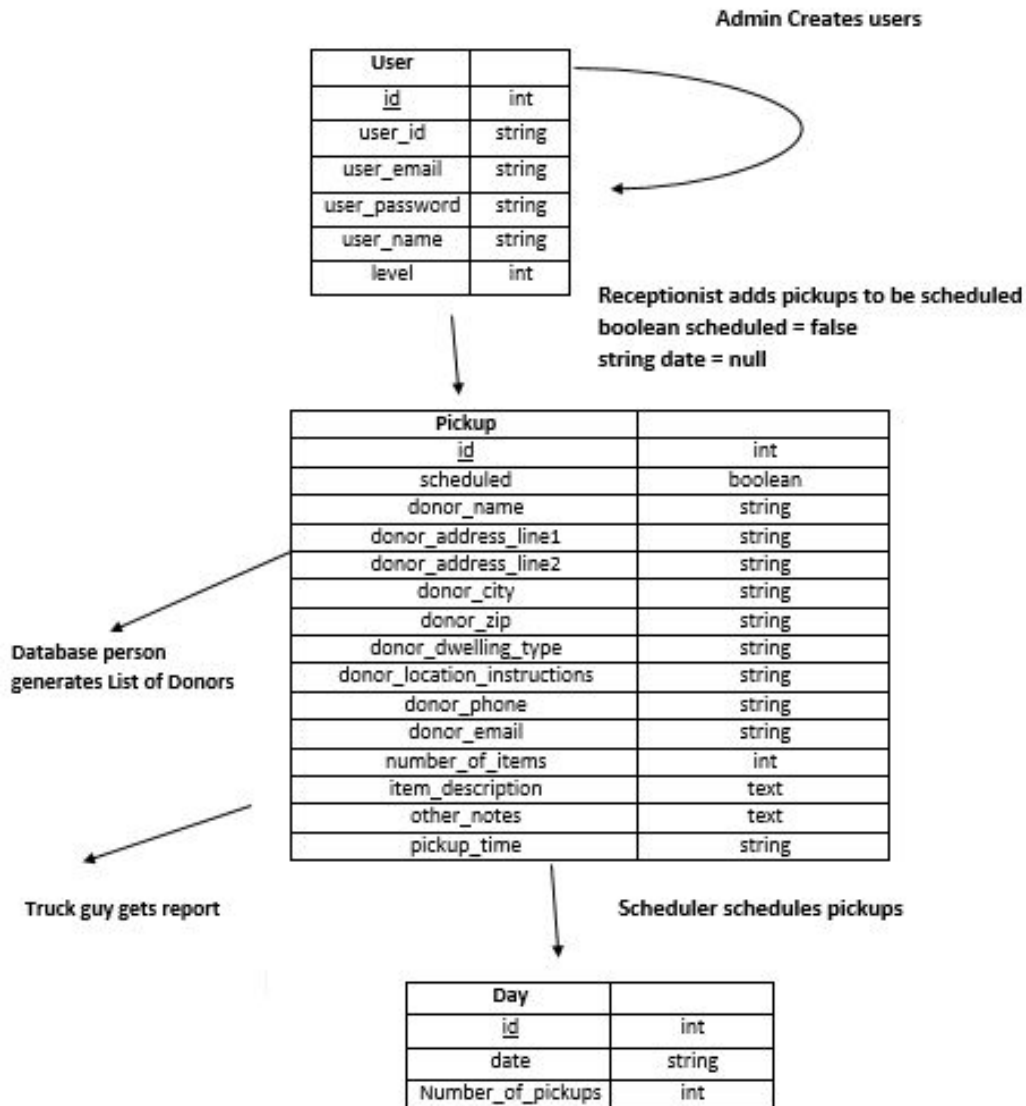 Admin Creates users
User
id int
user_id string
user_email string
user_password string
user_name string
level int
Receptionist adds pickups to be scheduled
boolean scheduled = false
string date = null
Pickup
id int
scheduled boolean
donor_name string
donor_address_line1 string
donor_address_line2 string
donor_city string
donor_zip string
donor_dwelling_type string
donor_location_instructions string
donor_phone string
donor_email string
number_of_items int
item_description text
other_notes text
pickup_time string
Database person
generates List of Donors
Truck guy gets report
Scheduler schedules pickups
Day
id int
date string
Number_of_pickups int